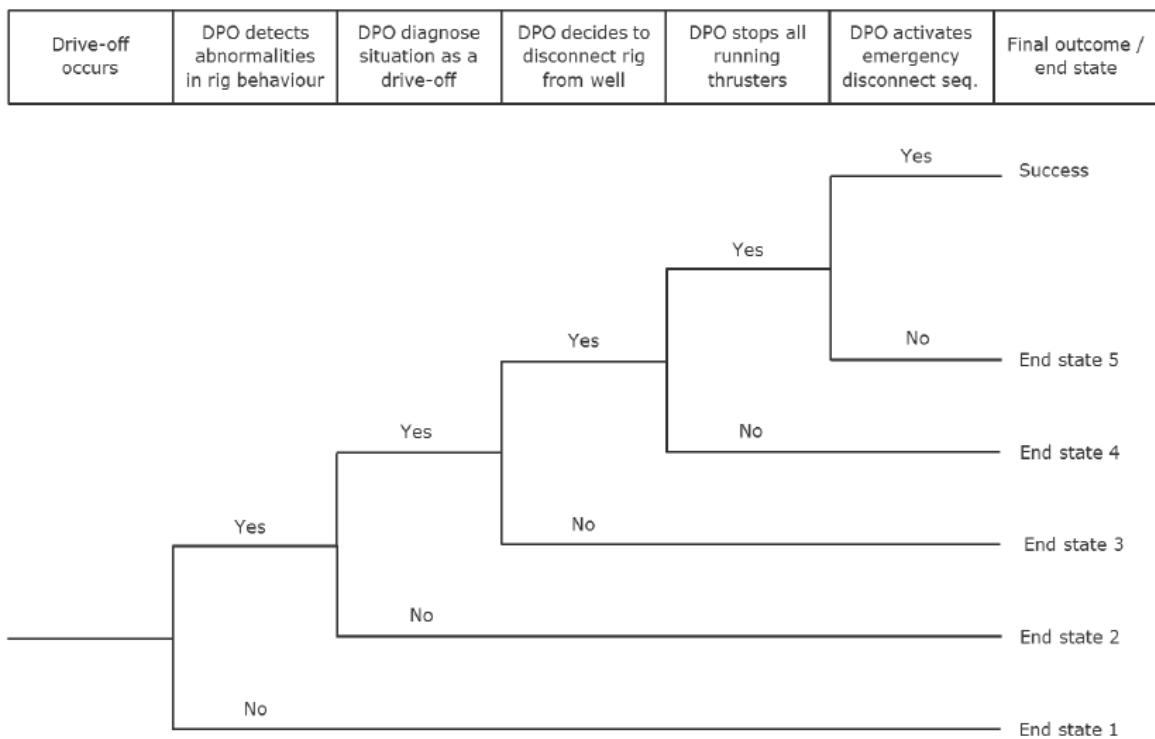 Drive-off
occurs
DPO detects
abnormalities
in rig behaviour
DPO diagnose
situation as a
drive-off
DPO decides to
disconnect rig
from well
DPO stops all
running
thrusters
DPO activates
emergency
disconnect seq.
Final outcome /
end state
Yes
Success
Yes
No
Yes
End state 5
Yes
No
End state 4
Yes
No
End state 3
No
End state 2
No
End state 1